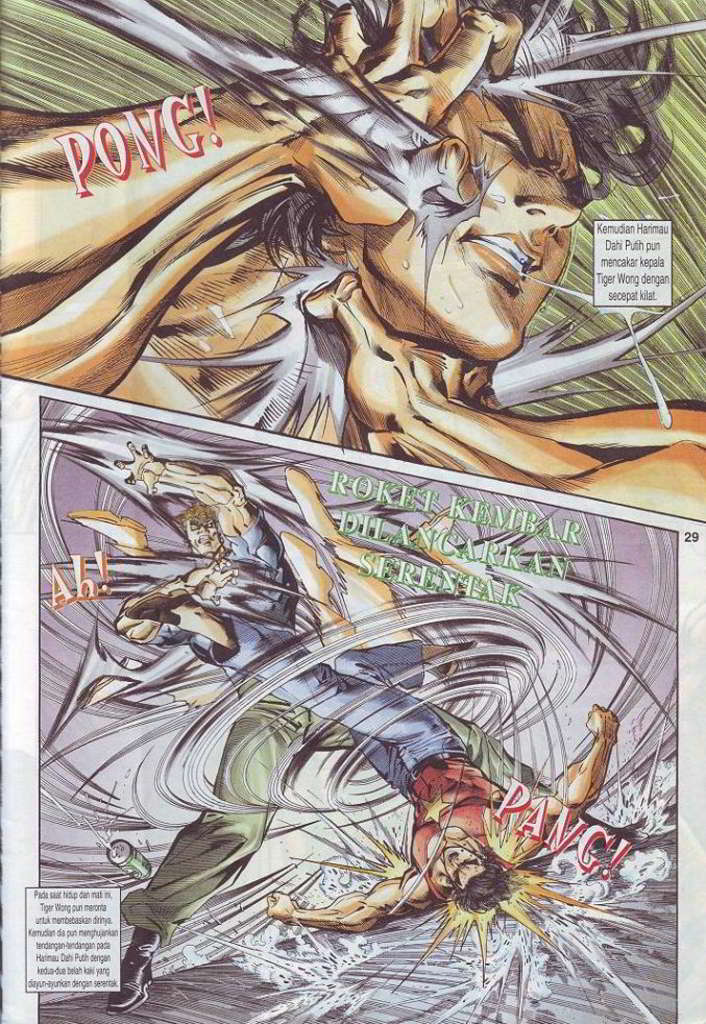 PONG!
Kemudian Harimau
Dahi Putih pun
mencakar kepala
Tiger Wong dengan
secepat kilat.
29
ROKET KEMBAR
DILANCARKAN
SERENTAK
Ah!
PANG!
Pada saat hidup dan mati ini,
Tiger Wong pun meronta
untuk membebaskan dirinya.
Kemudian dia pun menghujankan
tendangan-tendangan pada
Harimau Dahi Putih dengan
kedua-dua belah kaki yang
diayun-ayunkan dengan serentak.